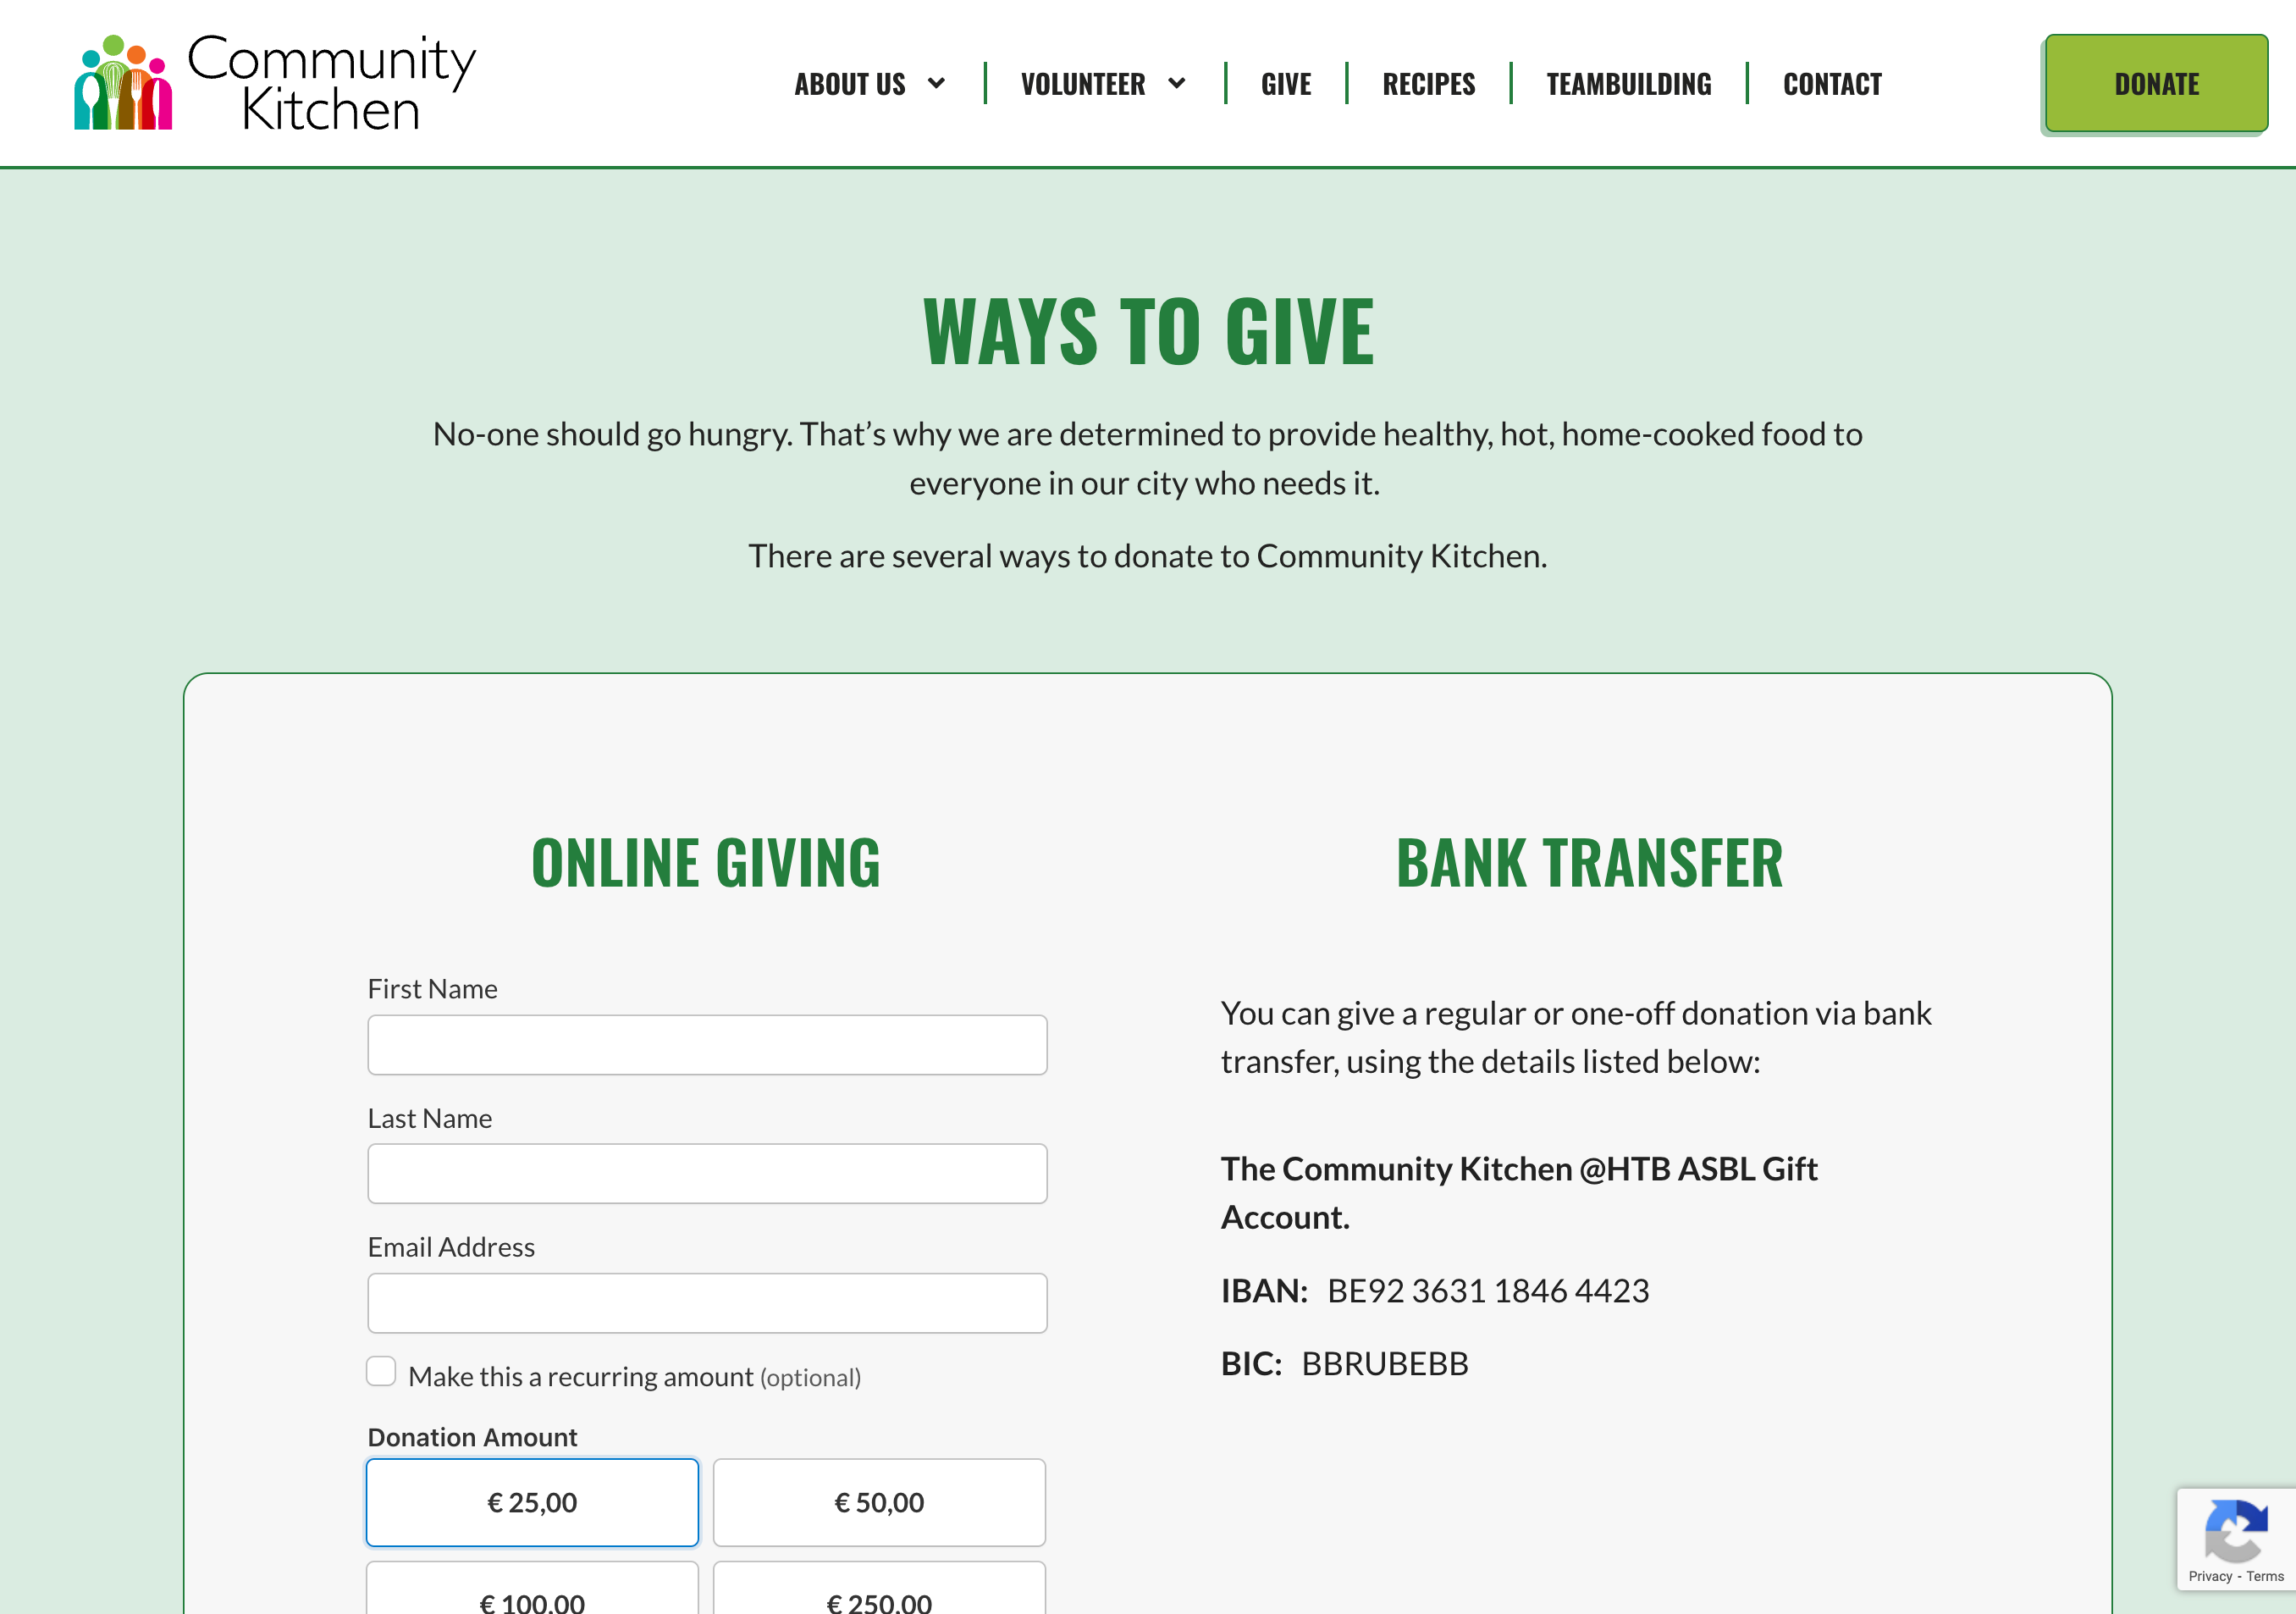 Community
Kitchen
ABOUT US
VOLUNTEER
GIVE
RECIPES
TEAMBUILDING
CONTACT
DONATE
WAYS TO GIVE
No-one should go hungry. That’s why we are determined to provide healthy, hot, home-cooked food to
everyone in our city who needs it.
There are several ways to donate to Community Kitchen.
ONLINE GIVING
First Name
Last Name
Email Address
Make this a recurring amount (optional)
Donation Amount
€ 25,00
€ 50,00
€ 100,00
€ 250,00
BANK TRANSFER
You can give a regular or one-off donation via bank
transfer, using the details listed below:
The Community Kitchen @HTB ASBL Gift
Account.
IBAN: BE92 3631 1846 4423
BIC: BBRUBEBB
Privacy - Terms